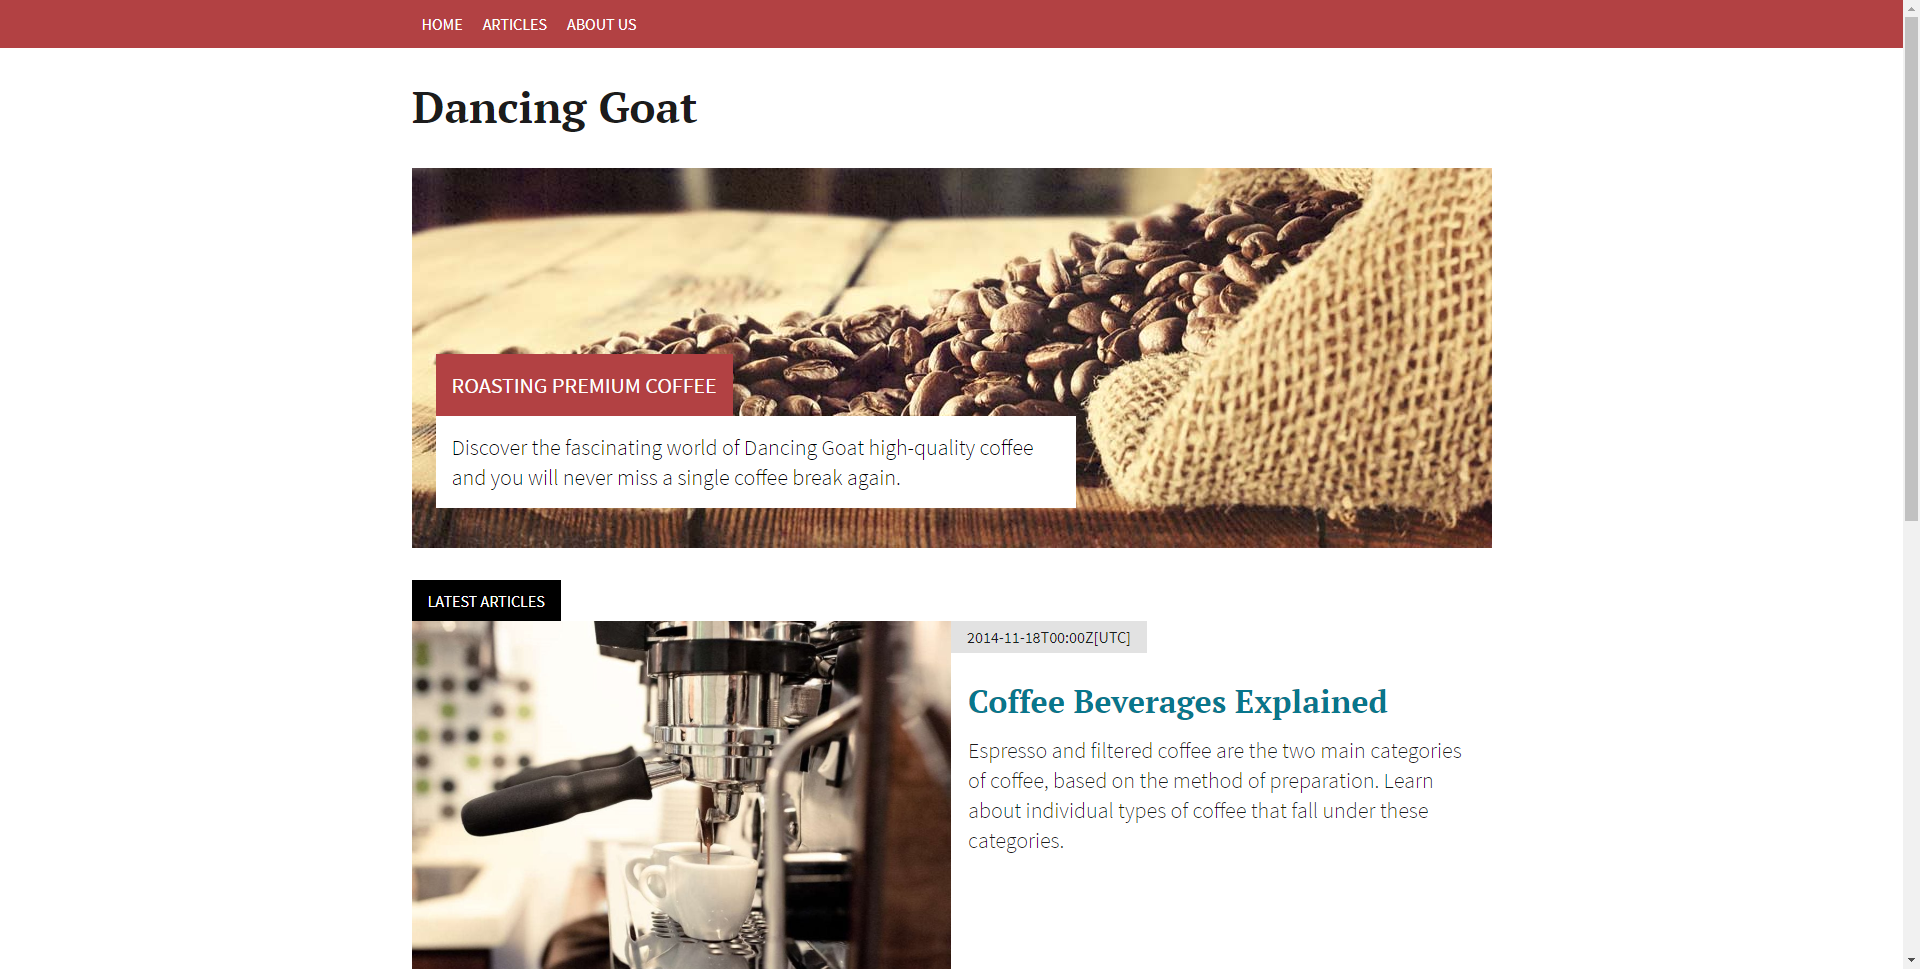 HOME ARTICLES ABOUT US
Dancing Goat
ROASTING PREMIUM COFFEE
Discover the fascinating world of Dancing Goat high-quality coffee
and you will never miss a single coffee break again.
LATEST ARTICLES
2014-11-18T00:00Z[UTC]
Coffee Beverages Explained
Espresso and filtered coffee are the two main categories
of coffee, based on the method of preparation. Learn
about individual types of coffee that fall under these
categories.